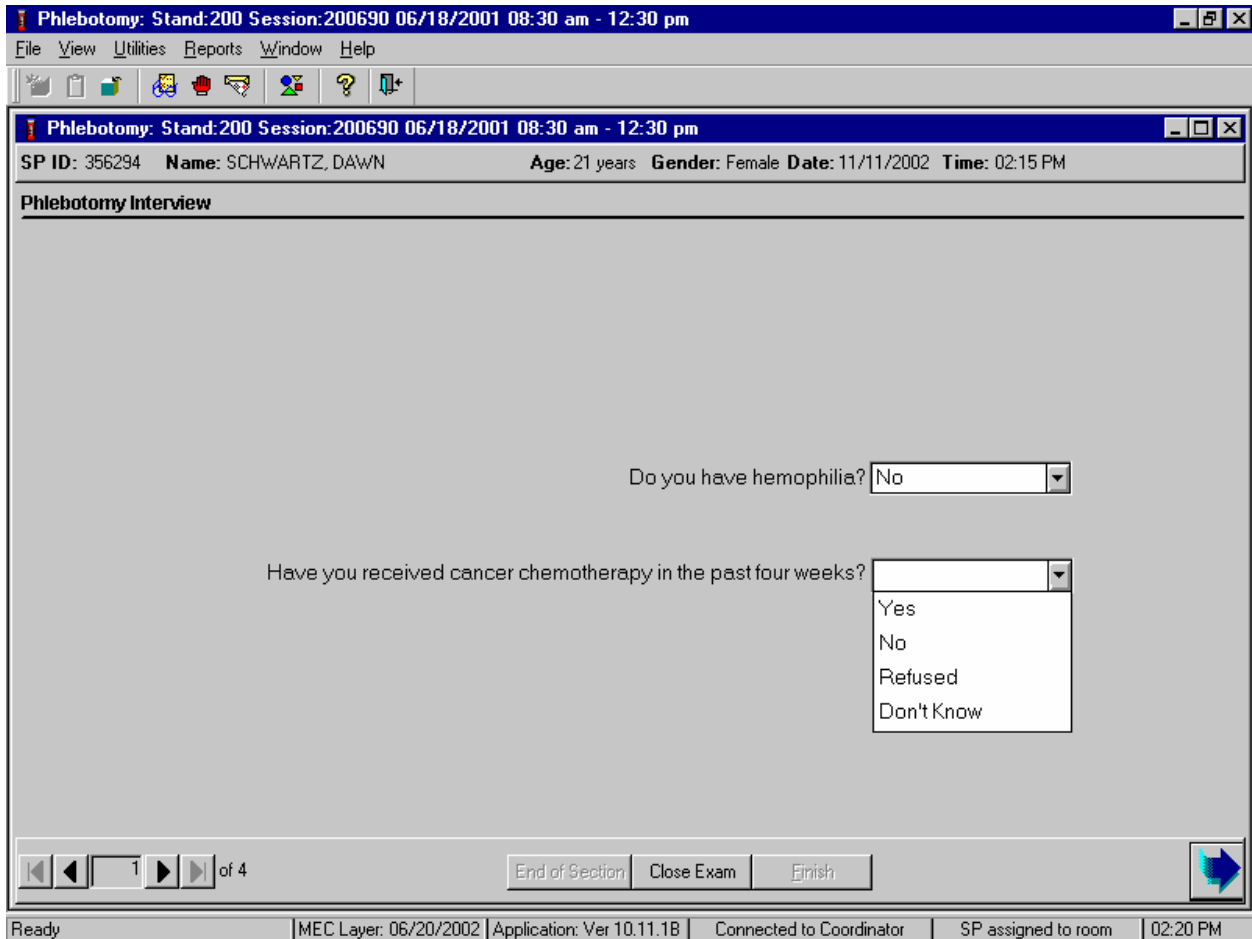 Phlebotomy: Stand:200 Session:200690 06/18/2001 08:30 am - 12:30 pm
File View Utilities Reports Window Help
Phlebotomy: Stand:200 Session:200690 06/18/2001 08:30 am - 12:30 pm
SP ID: 356294 Name: SCHWARTZ, DAWN Age: 21 years Gender: Female Date: 11/11/2002 Time: 02:15 PM
Phlebotomy Interview
Do you have hemophilia? No
Have you received cancer chemotherapy in the past four weeks?
Yes
No
Refused
Don't Know
1 of 4 End of Section Close Exam Finish
Ready MEC Layer: 06/20/2002 Application: Ver 10.11.1B Connected to Coordinator SP assigned to room 02:20 PM